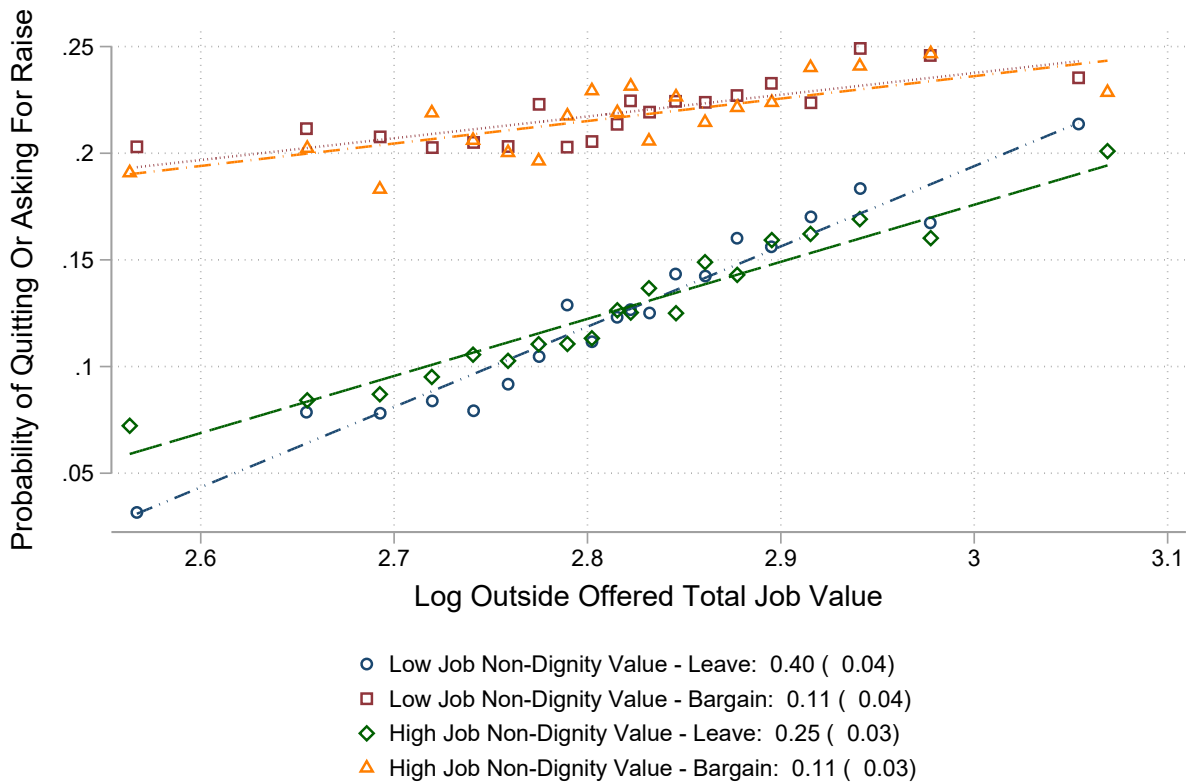 Probability of Quitting Or Asking For Raise
.25
.2
.15
.1
.05
2.6 2.7 2.8 2.9 3 3.1
Log Outside Offered Total Job Value
Low Job Non-Dignity Value - Leave: 0.40 ( 0.04)
Low Job Non-Dignity Value - Bargain: 0.11 ( 0.04)
High Job Non-Dignity Value - Leave: 0.25 ( 0.03)
High Job Non-Dignity Value - Bargain: 0.11 ( 0.03)